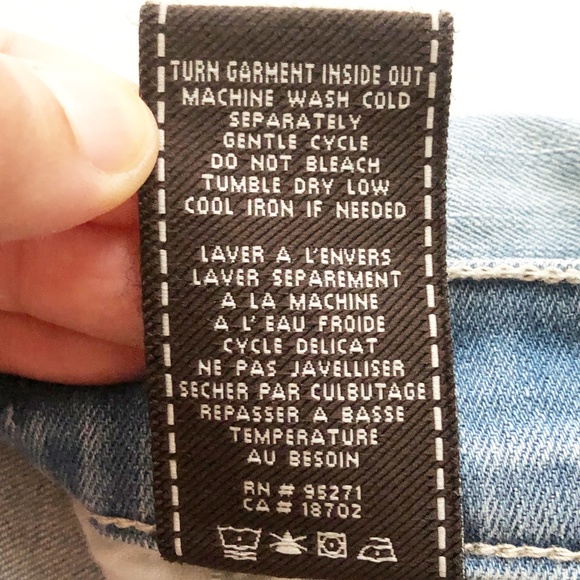 TURN GARMENT INSIDE OUT
MACHINE WASH COLD
SEPARATELY
GENTLE CYCLE
DO NOT BLEACH
TUMBLE DRY LOW
COOL IRON IF NEEDED
LAVER A L'ENVERS
LAVER SEPAREMENT
A LA MACHINE
A L'EAU FROIDE
CYCLE DELICAT
NE PAS JAVELLISER
SECHER PAR CULBUTAGE
REPASSER A BASSE
TEMPERATURE
AU BESOIN
RN # 95271
CA # 18702